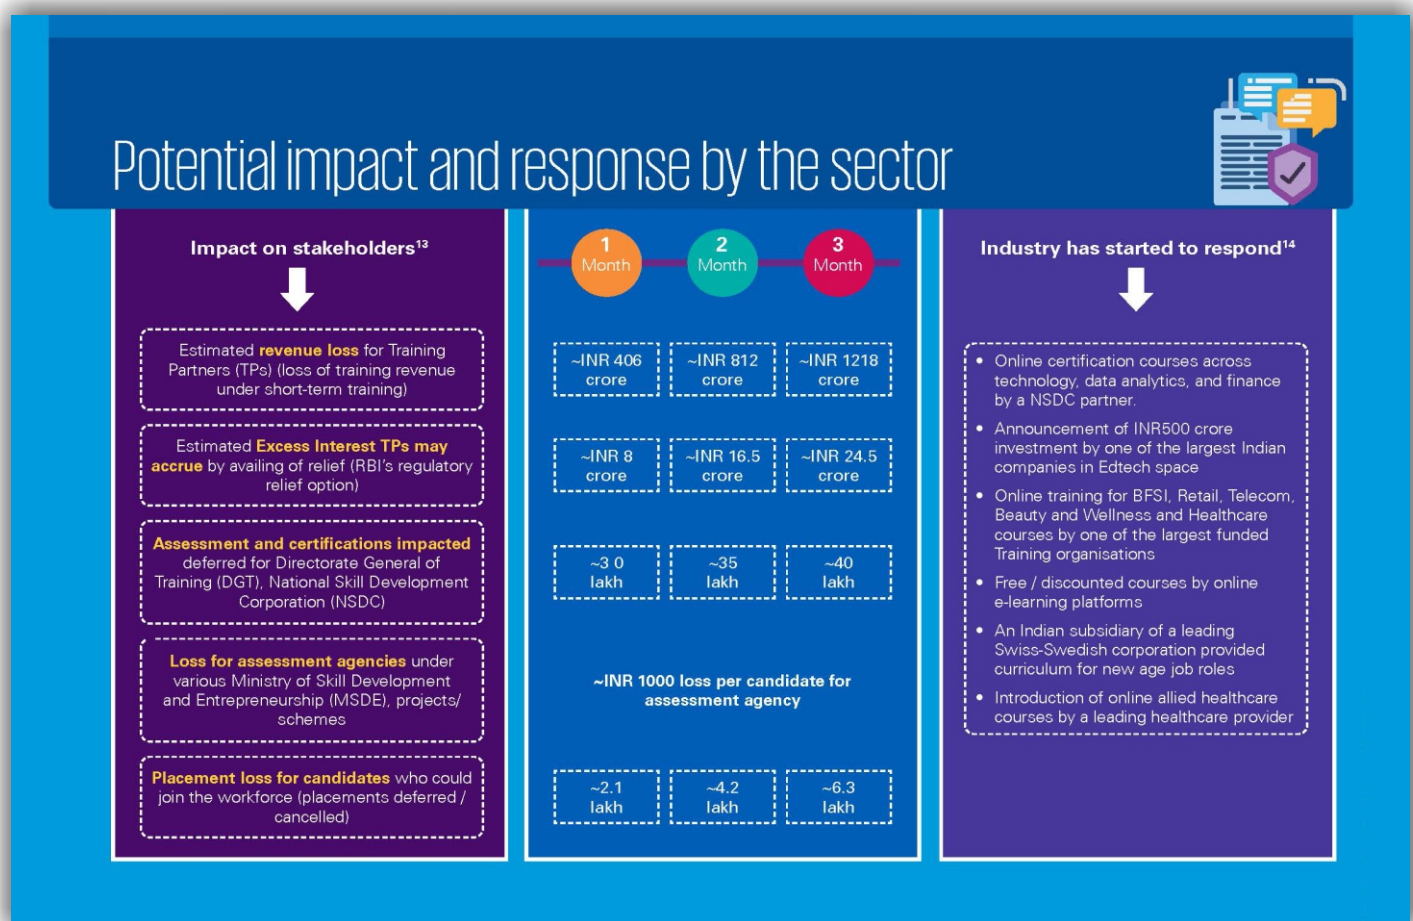 Potential impact and response by the sector
Impact on stakeholders¹³
Estimated revenue loss for Training
Partners (TPs) (loss of training revenue
under short-term training)
Estimated Excess Interest TPs may
accrue by availing of relief (RBI's regulatory
relief option)
Assessment and certifications impacted
deferred for Directorate General of
Training (DGT), National Skill Development
Corporation (NSDC)
Loss for assessment agencies under
various Ministry of Skill Development
and Entrepreneurship (MSDE), projects/
schemes
Placement loss for candidates who could
join the workforce (placements deferred /
cancelled)
1
Month
2
Month
3
Month
~INR 406
crore
~INR 812
crore
~INR 1218
crore
~INR 8
crore
~INR 16.5
crore
~INR 24.5
crore
~3 0
lakh
~35
lakh
~40
lakh
~INR 1000 loss per candidate for
assessment agency
~2.1
lakh
~4.2
lakh
~6.3
lakh
Industry has started to respond¹⁴
• Online certification courses across
technology, data analytics, and finance
by a NSDC partner.
• Announcement of INR500 crore
investment by one of the largest Indian
companies in Edtech space
• Online training for BFSI, Retail, Telecom,
Beauty and Wellness and Healthcare
courses by one of the largest funded
Training organisations
• Free / discounted courses by online
e-learning platforms
• An Indian subsidiary of a leading
Swiss-Swedish corporation provided
curriculum for new age job roles
• Introduction of online allied healthcare
courses by a leading healthcare provider